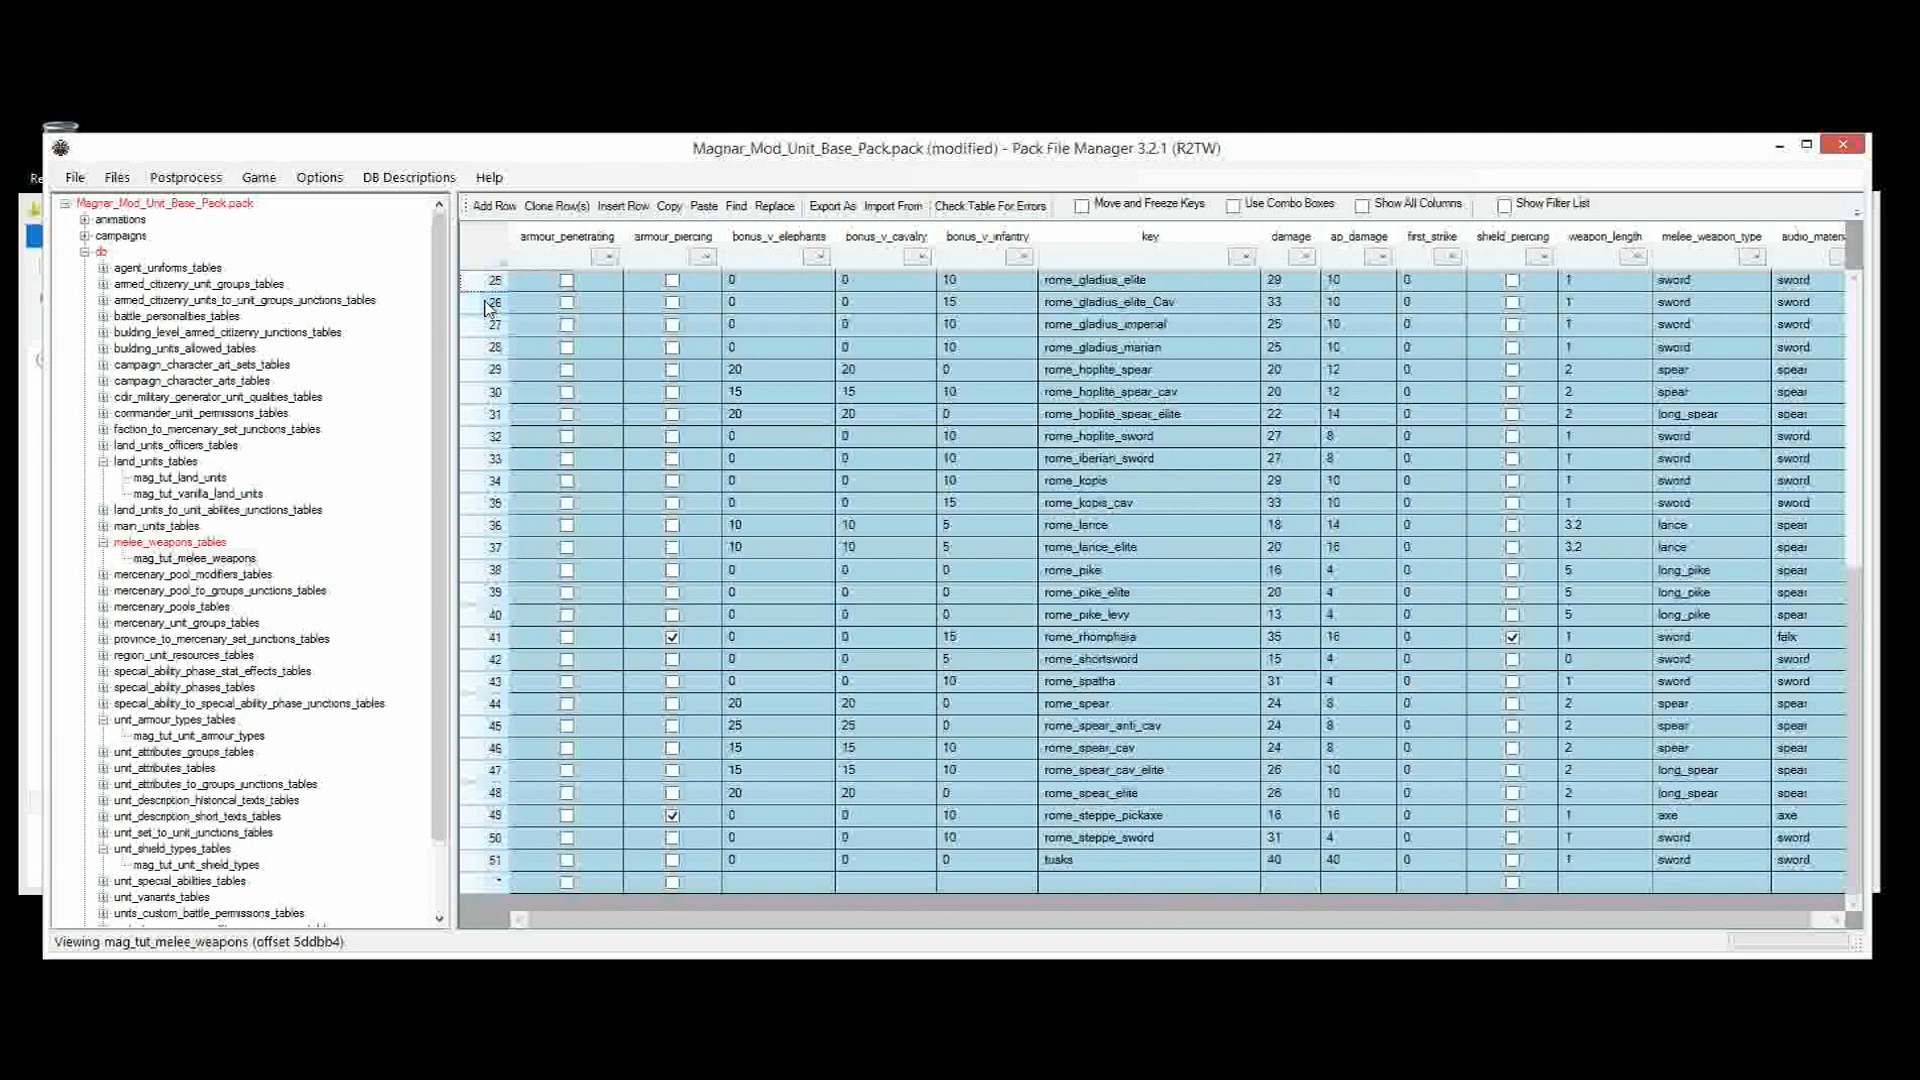 Magnar_Mod_Unit_Base_Pack.pack (modified) - Pack File Manager 3.2.1 (R2TW)
File Files Postprocess Game Options DB Descriptions Help
Add Row Clone Row(s) Insert Row Copy Paste Find Replace Export As Import From Check Table For Errors Move and Freeze Keys Use Combo Boxes Show All Columns Show Filter List
Magnar_Mod_Unit_Base_Pack.pack
animations
campaigns
db
agent_uniforms_tables
armed_citizenry_unit_groups_tables
armed_citizenry_units_to_unit_groups_junctions_tables
battle_personalities_tables
building_level_armed_citizenry_junctions_tables
building_units_allowed_tables
campaign_character_art_sets_tables
campaign_character_arts_tables
cdir_military_generator_unit_qualities_tables
commander_unit_permissions_tables
faction_to_mercenary_set_junctions_tables
land_units_officers_tables
land_units_tables
mag_tut_land_units
mag_tut_vanilla_land_units
land_units_to_unit_abilites_junctions_tables
main_units_tables
melee_weapons_tables
mag_tut_melee_weapons
mercenary_pool_modifiers_tables
mercenary_pool_to_groups_junctions_tables
mercenary_pools_tables
mercenary_unit_groups_tables
province_to_mercenary_set_junctions_tables
region_unit_resources_tables
special_ability_phase_stat_effects_tables
special_ability_phases_tables
special_ability_to_special_ability_phase_junctions_tables
unit_armour_types_tables
mag_tut_unit_armour_types
unit_attributes_groups_tables
unit_attributes_tables
unit_attributes_to_groups_junctions_tables
unit_description_historical_texts_tables
unit_description_short_texts_tables
unit_set_to_unit_junctions_tables
unit_shield_types_tables
mag_tut_unit_shield_types
unit_special_abilities_tables
unit_variants_tables
units_custom_battle_permissions_tables
armour_penetrating armour_piercing bonus_v_elephants bonus_v_cavalry bonus_v_infantry key damage ap_damage first_strike shield_piercing weapon_length melee_weapon_type audio_materi
25 0 0 10 rome_gladius_elite 29 10 0 1 sword sword
26 0 0 15 rome_gladius_elite_Cav 33 10 0 1 sword sword
27 0 0 10 rome_gladius_imperial 25 10 0 1 sword sword
28 0 0 10 rome_gladius_marian 25 10 0 1 sword sword
29 20 20 0 rome_hoplite_spear 20 12 0 2 spear spear
30 15 15 10 rome_hoplite_spear_cav 20 12 0 2 spear spear
31 20 20 0 rome_hoplite_spear_elite 22 14 0 2 long_spear spear
32 0 0 10 rome_hoplite_sword 27 8 0 1 sword sword
33 0 0 10 rome_iberian_sword 27 8 0 1 sword sword
34 0 0 10 rome_kopis 29 10 0 1 sword sword
35 0 0 15 rome_kopis_cav 33 10 0 1 sword sword
36 10 10 5 rome_lance 18 14 0 3.2 lance spear
37 10 10 5 rome_lance_elite 20 16 0 3.2 lance spear
38 0 0 0 rome_pike 16 4 0 5 long_pike spear
39 0 0 0 rome_pike_elite 20 4 0 5 long_pike spear
40 0 0 0 rome_pike_levy 13 4 0 5 long_pike spear
41 0 0 15 rome_rhomphaia 35 16 0 1 sword falx
42 0 0 5 rome_shortsword 15 4 0 0 sword sword
43 0 0 10 rome_spatha 31 4 0 1 sword sword
44 20 20 0 rome_spear 24 8 0 2 spear spear
45 25 25 0 rome_spear_anti_cav 24 8 0 2 spear spear
46 15 15 10 rome_spear_cav 24 8 0 2 spear spear
47 15 15 10 rome_spear_cav_elite 26 10 0 2 long_spear spear
48 20 20 0 rome_spear_elite 26 10 0 2 long_spear spear
49 0 0 10 rome_steppe_pickaxe 16 16 0 1 axe axe
50 0 0 10 rome_steppe_sword 31 4 0 1 sword sword
51 0 0 0 tusks 40 40 0 1 sword sword
Viewing mag_tut_melee_weapons (offset 5ddbb4)